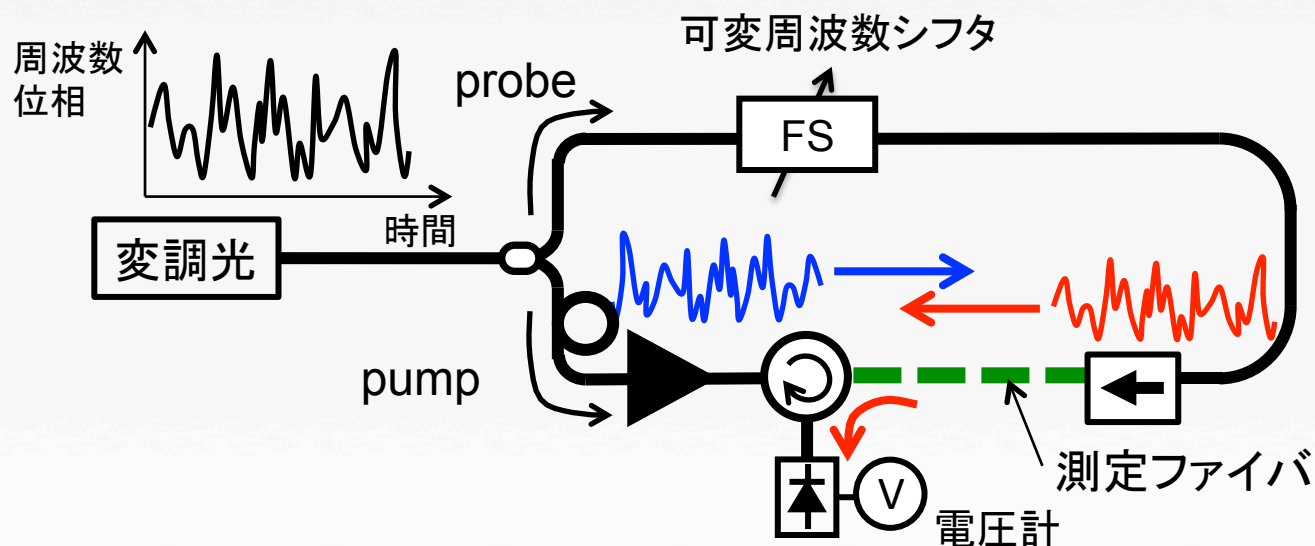 可変周波数シフタ
周波数
位相
probe
FS
時間
変調光
pump
測定ファイバ
V
電圧計